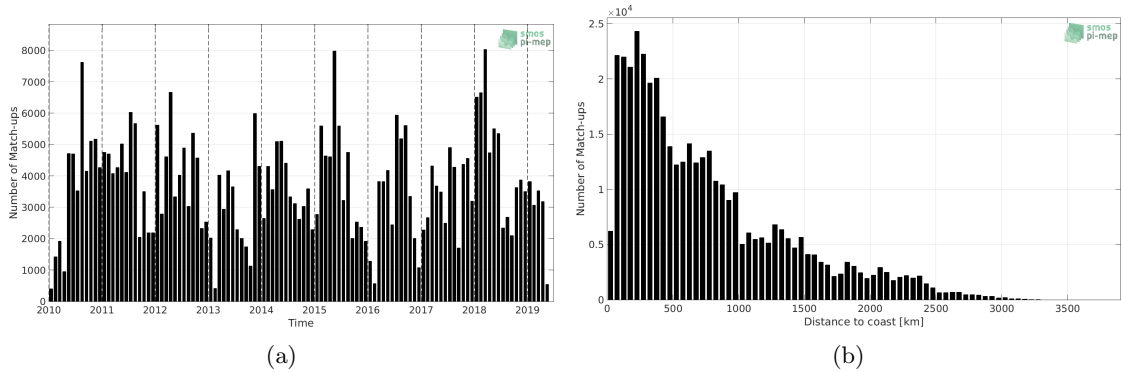 8000
7000
6000
5000
4000
3000
2000
1000
0
Number of Match-ups
2010 2011 2012 2013 2014 2015 2016 2017 2018 2019
Time
smos
pi-mep
(a)
×10⁴
2.5
2
1.5
1
0.5
0
Number of Match-ups
0 500 1000 1500 2000 2500 3000 3500
Distance to coast [km]
smos
pi-mep
(b)